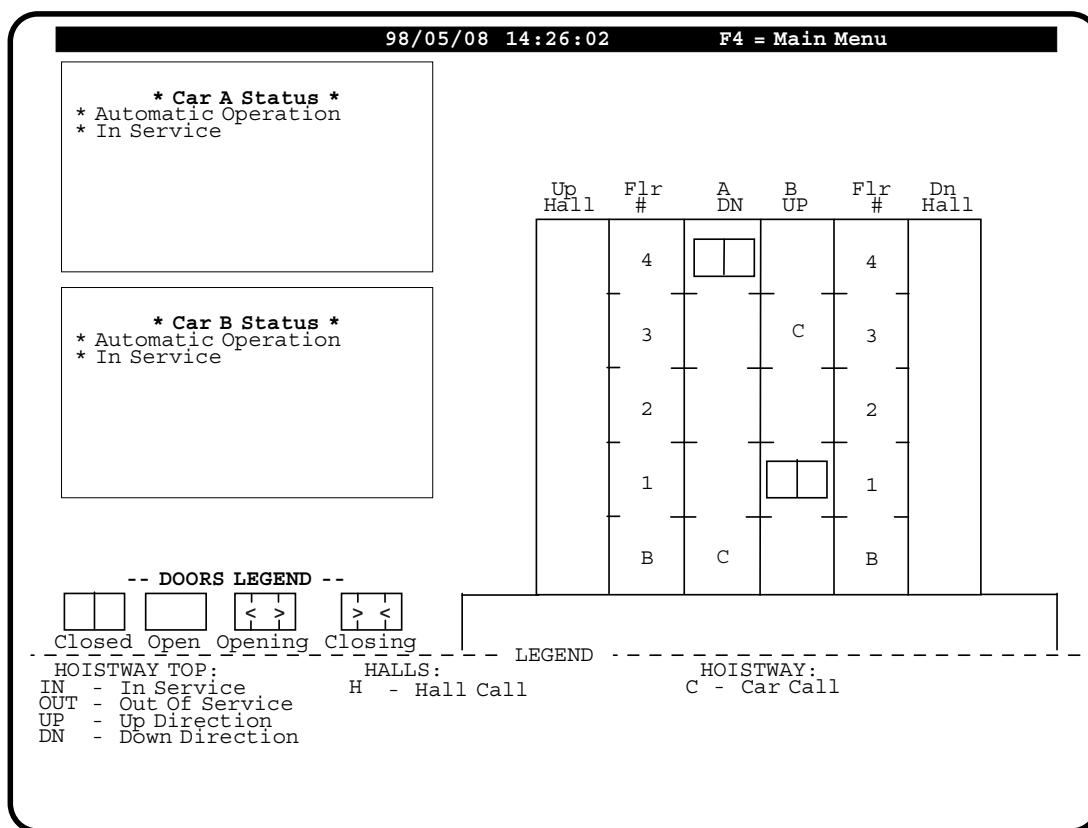 98/05/08 14:26:02 F4 = Main Menu
* Car A Status *
* Automatic Operation
* In Service
* Car B Status *
* Automatic Operation
* In Service
Up Flr A B Flr Dn
Hall # DN UP # Hall
4 4
3 C 3
2 2
1 1
B C B
-- DOORS LEGEND --
< > > <
Closed Open Opening Closing
LEGEND
HOISTWAY TOP: HALLS: HOISTWAY:
IN - In Service H - Hall Call C - Car Call
OUT - Out Of Service
UP - Up Direction
DN - Down Direction